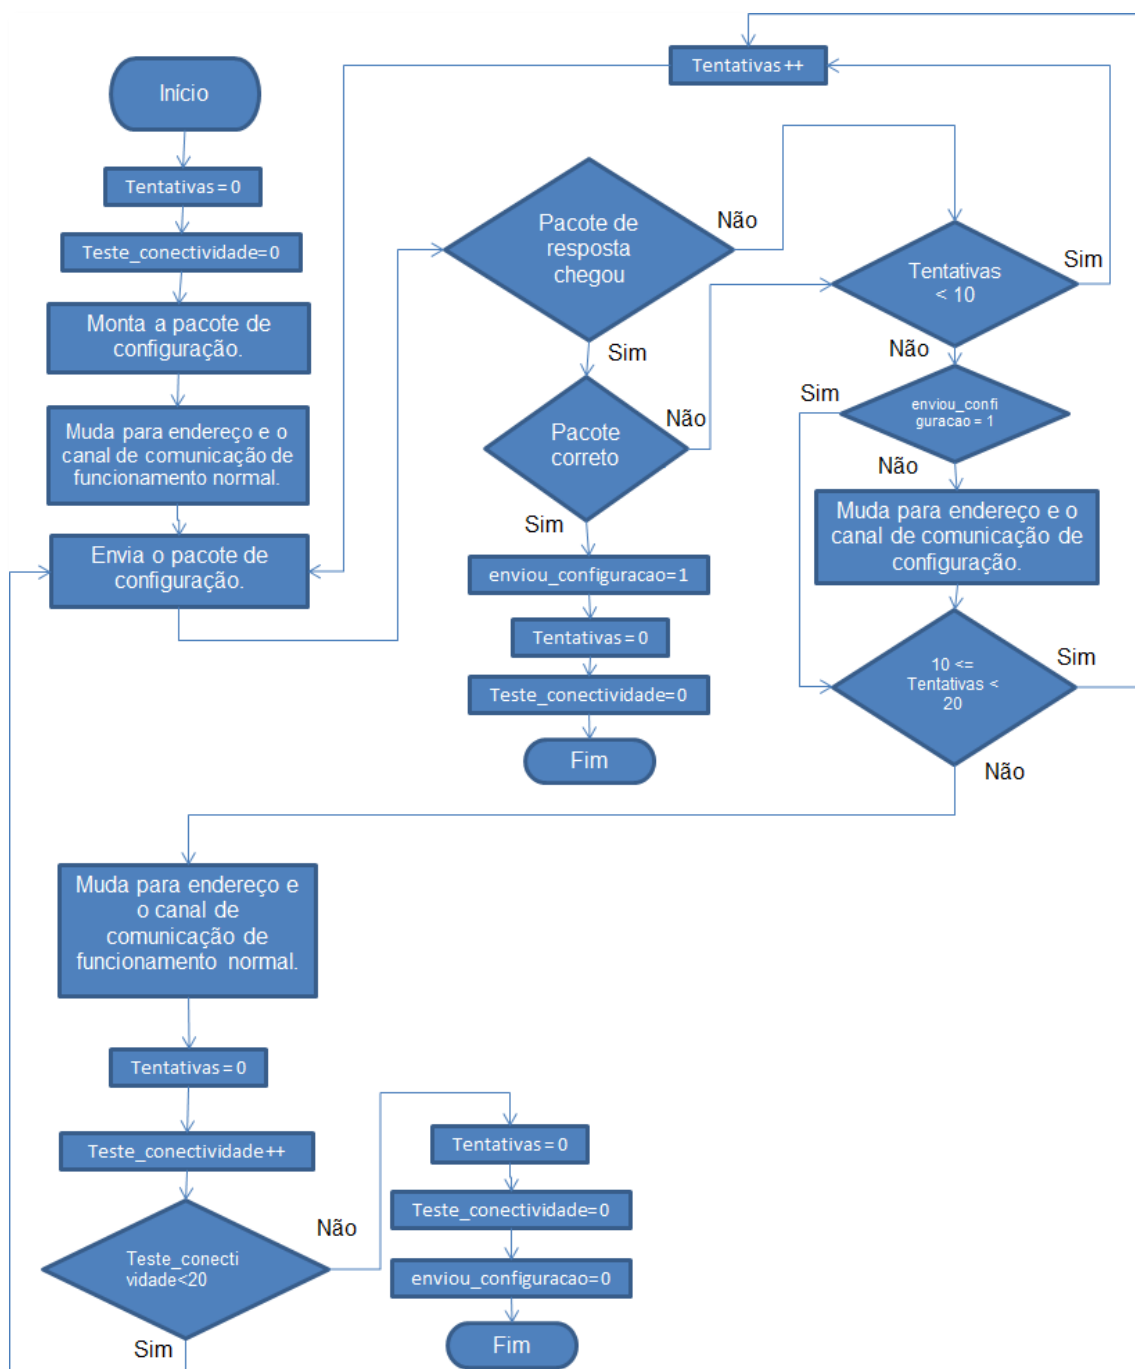 Início
Tentativas = 0
Teste_conectividade=0
Monta a pacote de
configuração.
Muda para endereço e o
canal de comunicação de
funcionamento normal.
Envia o pacote de
configuração.
Tentativas ++
Pacote de
resposta
chegou
Não
Sim
Pacote
correto
Não
Sim
enviou_configuracao=1
Tentativas = 0
Teste_conectividade=0
Fim
Tentativas
< 10
Sim
Não
enviou_confi
guracao = 1
Sim
Não
Muda para endereço e o
canal de comunicação de
configuração.
10 <=
Tentativas <
20
Sim
Não
Muda para endereço e
o canal de
comunicação de
funcionamento normal.
Tentativas = 0
Teste_conectividade ++
Teste_conecti
vidade<20
Não
Sim
Tentativas = 0
Teste_conectividade=0
enviou_configuracao=0
Fim